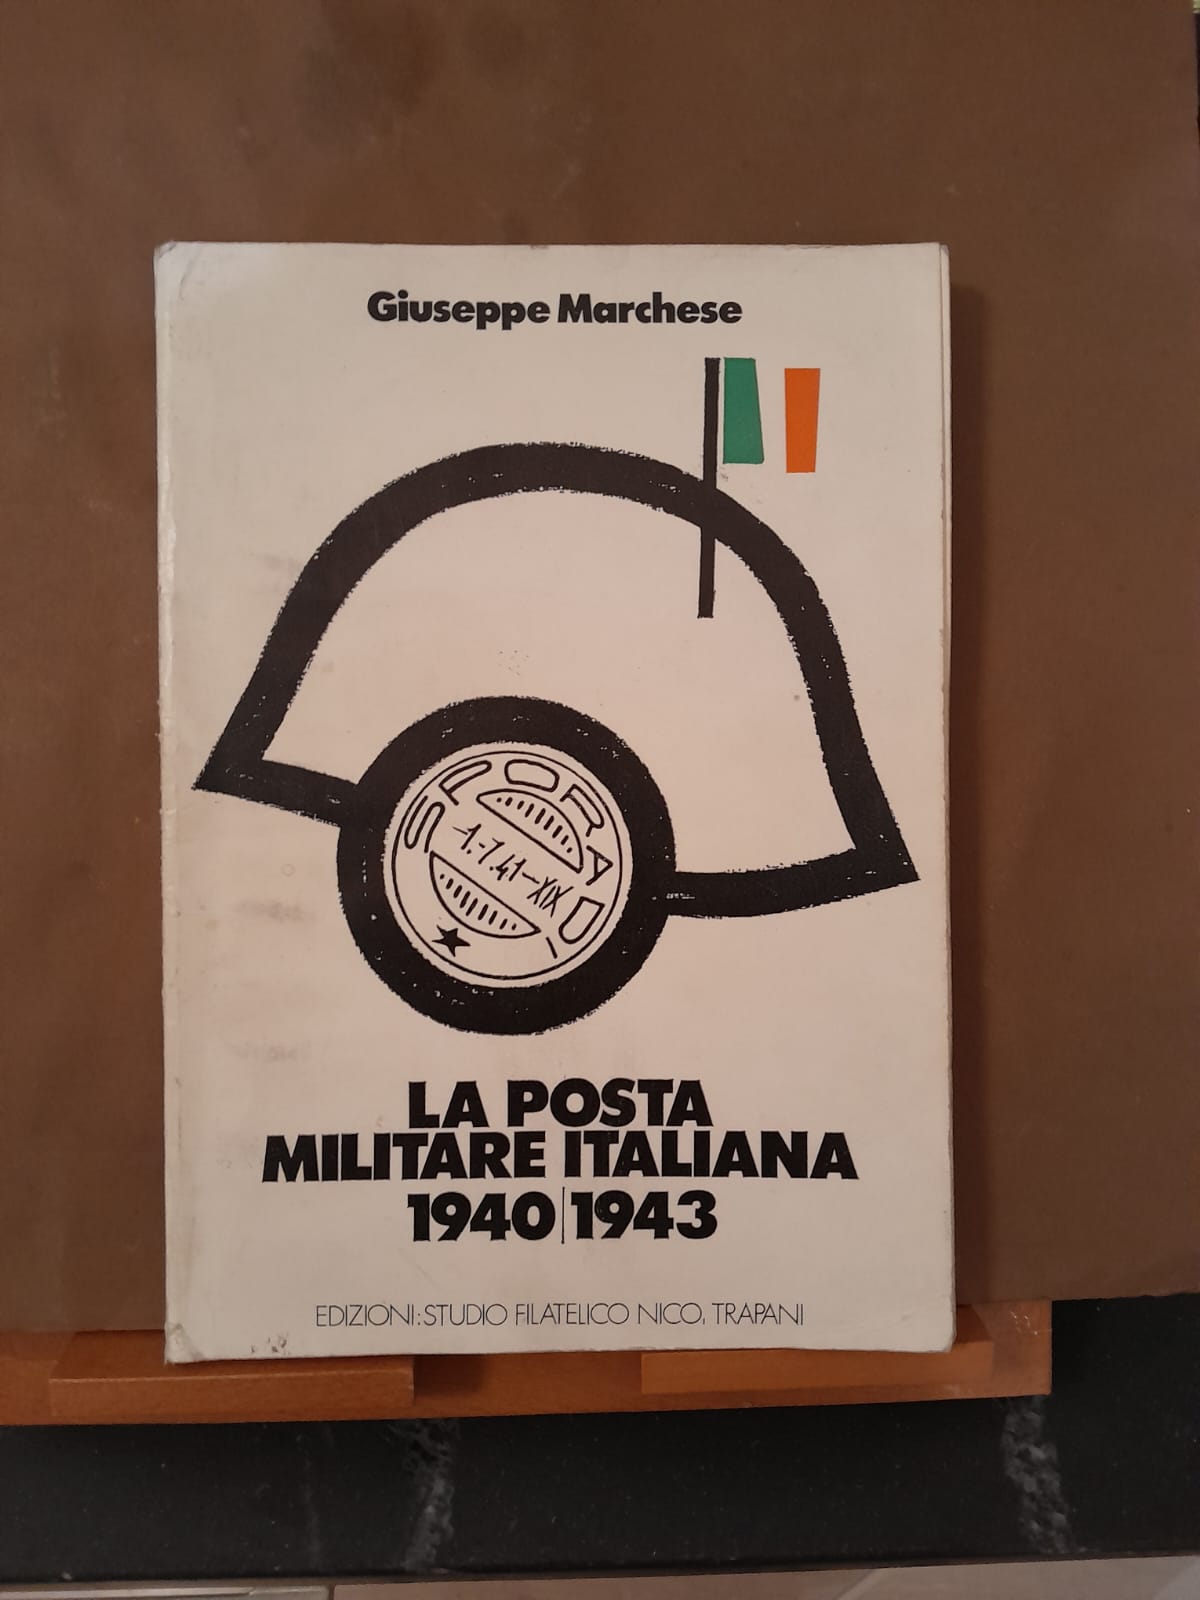 Giuseppe Marchese
SPORADI
-1.-7.41-XIX
LA POSTA
MILITARE ITALIANA
1940|1943
EDIZIONI: STUDIO FILATELICO NICO, TRAPANI